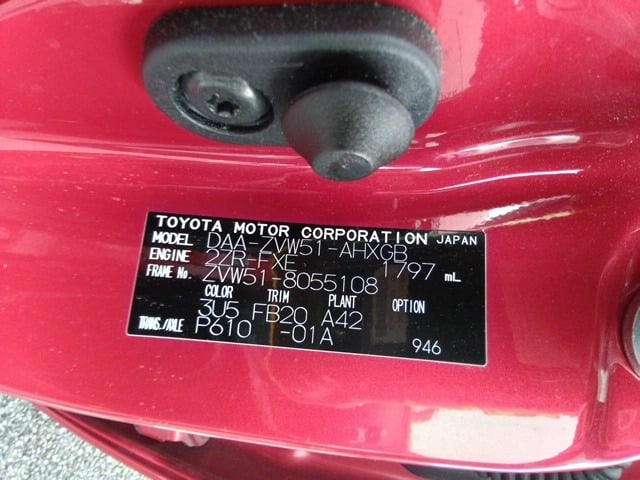 TOYOTA MOTOR CORPORATION JAPAN
MODEL DAA-ZVW51-AHXGB
ENGINE 2ZR-FXE 1797 mL
FRAME No. ZVW51-8055108
COLOR TRIM PLANT OPTION
3U5 FB20 A42
TRANS./AXLE P610 -01A
946